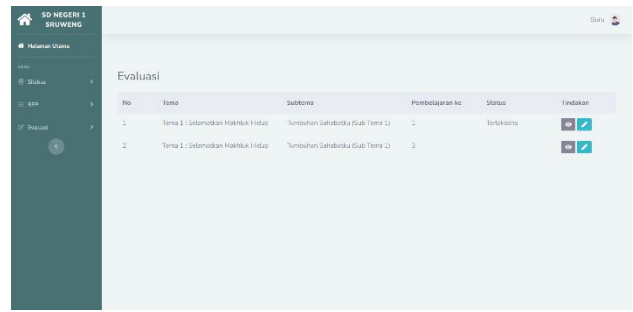 SD NEGERI 1
SRUWENG
Guru
Halaman Utama
MENU
Silabus
RPP
Evaluasi
Evaluasi
No Tema Subtema Pembelajaran ke Status Tindakan
1 Tema 1 : Selamatkan Makhluk Hidup Tumbuhan Sahabatku (Sub Tema 1) 1 Terlaksana
2 Tema 1 : Selamatkan Makhluk Hidup Tumbuhan Sahabatku (Sub Tema 1) 3